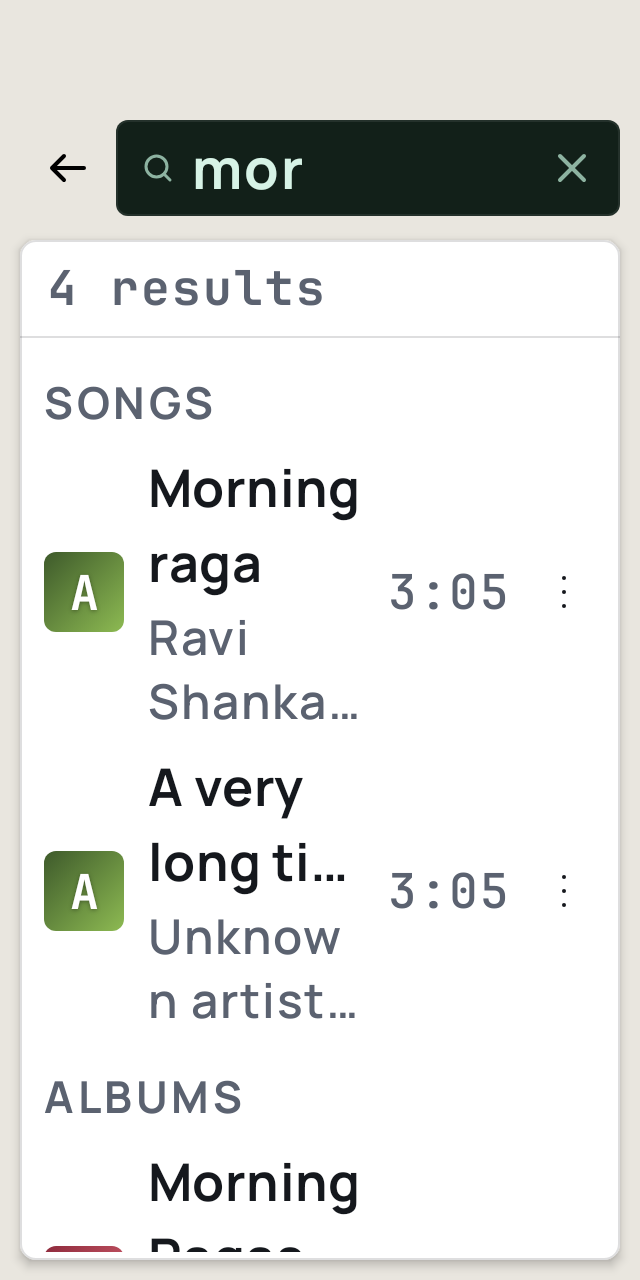 mor
4 results
SONGS
Morning
raga
A
3:05
Ravi
Shanka…
A very
long ti…
A
3:05
Unknow
n artist…
ALBUMS
Morning